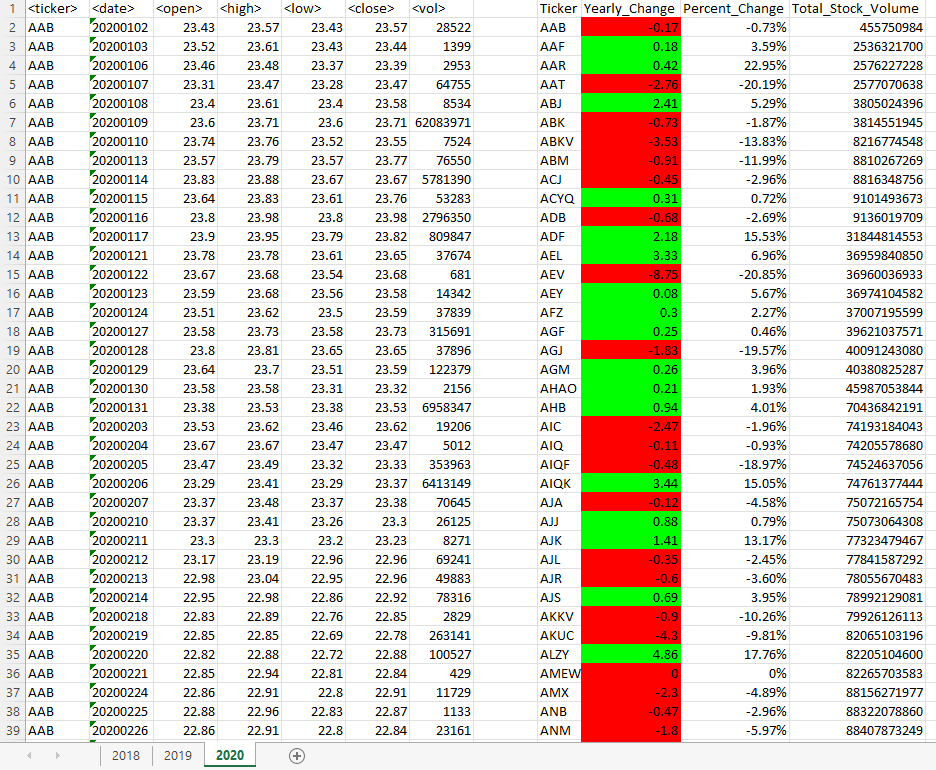 1 <ticker> <date> <open> <high> <low> <close> <vol> Ticker Yearly_Change Percent_Change Total_Stock_Volume
2 AAB 20200102 23.43 23.57 23.43 23.57 28522 AAB -0.17 -0.73% 455750984
3 AAB 20200103 23.52 23.61 23.43 23.44 1399 AAF 0.18 3.59% 2536321700
4 AAB 20200106 23.46 23.48 23.37 23.39 2953 AAR 0.42 22.95% 2576227228
5 AAB 20200107 23.31 23.47 23.28 23.47 64755 AAT -2.76 -20.19% 2577070638
6 AAB 20200108 23.4 23.61 23.4 23.58 8534 ABJ 2.41 5.29% 3805024396
7 AAB 20200109 23.6 23.71 23.6 23.71 62083971 ABK -0.73 -1.87% 3814551945
8 AAB 20200110 23.74 23.76 23.52 23.55 7524 ABKV -3.53 -13.83% 8216774548
9 AAB 20200113 23.57 23.79 23.57 23.77 76550 ABM -0.91 -11.99% 8810267269
10 AAB 20200114 23.83 23.88 23.67 23.67 5781390 ACJ -0.45 -2.96% 8816348756
11 AAB 20200115 23.64 23.83 23.61 23.76 53283 ACYQ 0.31 0.72% 9101493673
12 AAB 20200116 23.8 23.98 23.8 23.98 2796350 ADB -0.68 -2.69% 9136019709
13 AAB 20200117 23.9 23.95 23.79 23.82 809847 ADF 2.18 15.53% 31844814553
14 AAB 20200121 23.78 23.78 23.61 23.65 37674 AEL 3.33 6.96% 36959840850
15 AAB 20200122 23.67 23.68 23.54 23.68 681 AEV -8.75 -20.85% 36960036933
16 AAB 20200123 23.59 23.68 23.56 23.58 14342 AEY 0.08 5.67% 36974104582
17 AAB 20200124 23.51 23.62 23.5 23.59 37839 AFZ 0.3 2.27% 37007195599
18 AAB 20200127 23.58 23.73 23.58 23.73 315691 AGF 0.25 0.46% 39621037571
19 AAB 20200128 23.8 23.81 23.65 23.65 37896 AGJ -1.83 -19.57% 40091243080
20 AAB 20200129 23.64 23.7 23.51 23.59 122379 AGM 0.26 3.96% 40380825287
21 AAB 20200130 23.58 23.58 23.31 23.32 2156 AHAO 0.21 1.93% 45987053844
22 AAB 20200131 23.38 23.53 23.38 23.53 6958347 AHB 0.94 4.01% 70436842191
23 AAB 20200203 23.53 23.62 23.46 23.62 19206 AIC -2.47 -1.96% 74193184043
24 AAB 20200204 23.67 23.67 23.47 23.47 5012 AIQ -0.11 -0.93% 74205578680
25 AAB 20200205 23.47 23.49 23.32 23.33 353963 AIQF -0.48 -18.97% 74524637056
26 AAB 20200206 23.29 23.41 23.29 23.37 6413149 AIQK 3.44 15.05% 74761377444
27 AAB 20200207 23.37 23.48 23.37 23.38 70645 AJA -0.12 -4.58% 75072165754
28 AAB 20200210 23.37 23.41 23.26 23.3 26125 AJJ 0.88 0.79% 75073064308
29 AAB 20200211 23.3 23.3 23.2 23.23 8271 AJK 1.41 13.17% 77323479467
30 AAB 20200212 23.17 23.19 22.96 22.96 69241 AJL -0.35 -2.45% 77841587292
31 AAB 20200213 22.98 23.04 22.95 22.96 49883 AJR -0.6 -3.60% 78055670483
32 AAB 20200214 22.95 22.98 22.86 22.92 78316 AJS 0.69 3.95% 78992129081
33 AAB 20200218 22.83 22.89 22.76 22.85 2829 AKKV -0.9 -10.26% 79926126113
34 AAB 20200219 22.85 22.85 22.69 22.78 263141 AKUC -4.3 -9.81% 82065103196
35 AAB 20200220 22.82 22.88 22.72 22.88 100527 ALZY 4.86 17.76% 82205104600
36 AAB 20200221 22.85 22.94 22.81 22.84 429 AMEW 0 0% 82265703583
37 AAB 20200224 22.86 22.91 22.8 22.91 11729 AMX -2.3 -4.89% 88156271977
38 AAB 20200225 22.88 22.96 22.83 22.87 1133 ANB -0.47 -2.96% 88322078860
39 AAB 20200226 22.86 22.91 22.8 22.84 23161 ANM -1.8 -5.97% 88407873249
2018 2019 2020